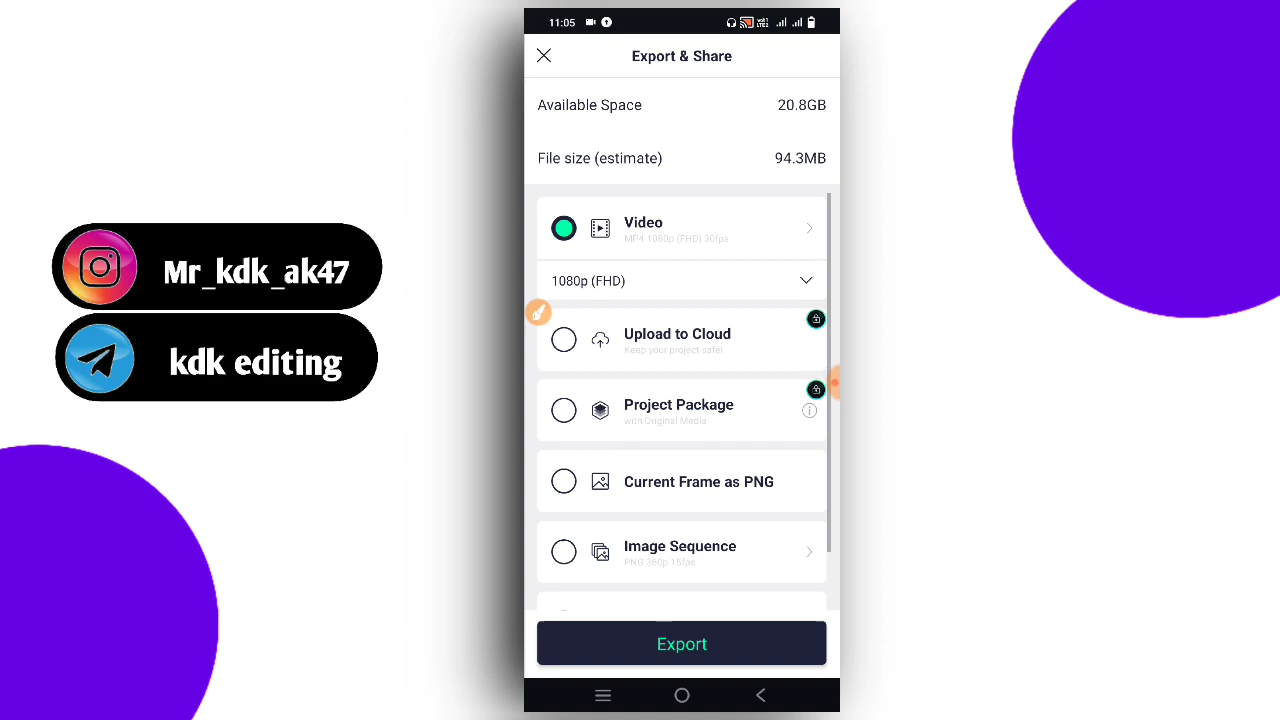 11:05
Export & Share
Available Space 20.8GB
File size (estimate) 94.3MB
Video
MP4 1080p (FHD) 30fps
1080p (FHD)
Upload to Cloud
Keep your project safe!
Project Package
with Original Media
Current Frame as PNG
Image Sequence
PNG 360p 15fps
Export
Mr_kdk_ak47
kdk editing